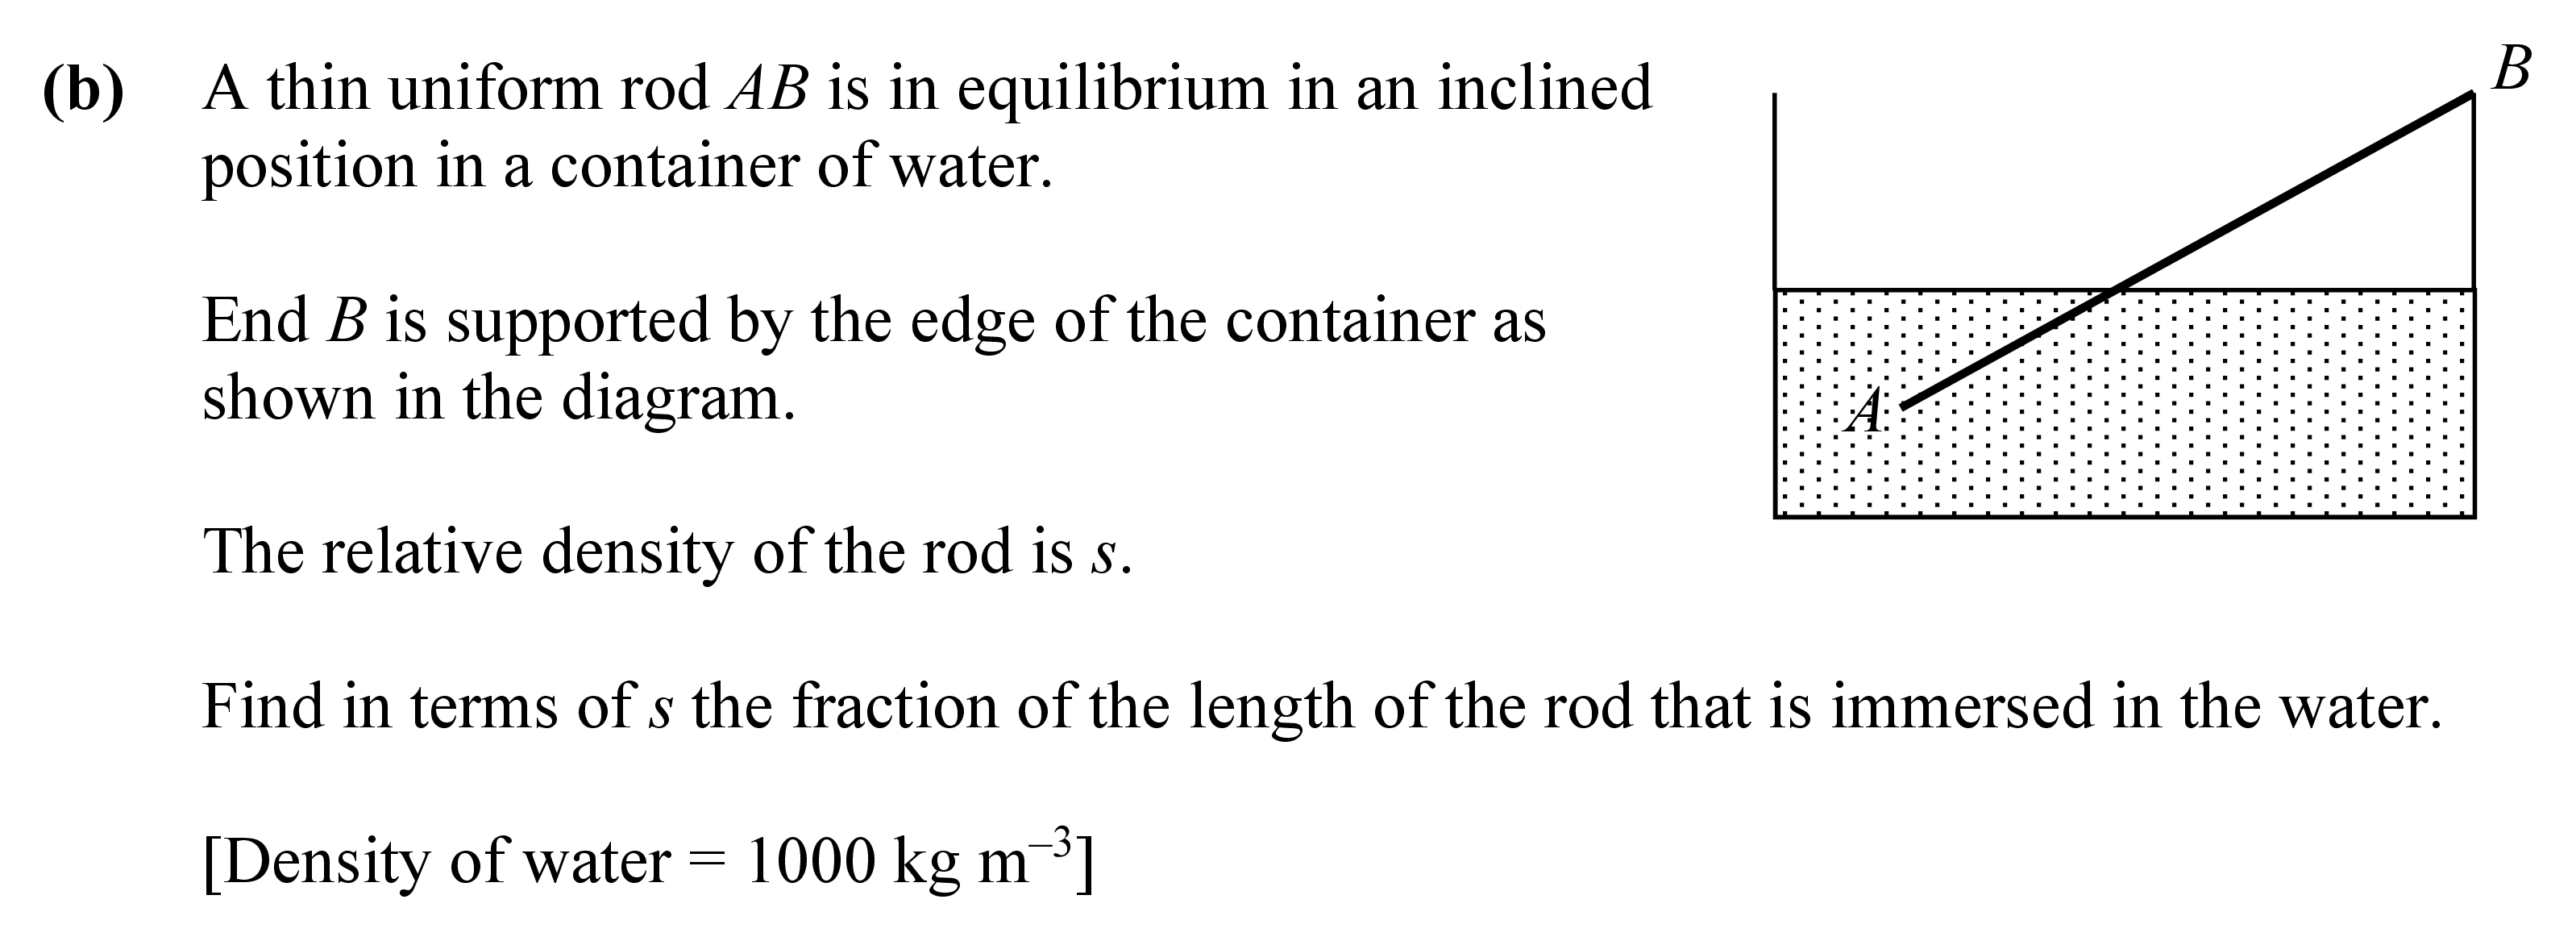 (b) A thin uniform rod AB is in equilibrium in an inclined
position in a container of water.
End B is supported by the edge of the container as
shown in the diagram.
The relative density of the rod is s.
Find in terms of s the fraction of the length of the rod that is immersed in the water.
[Density of water = 1000 kg m⁻³]
B
A